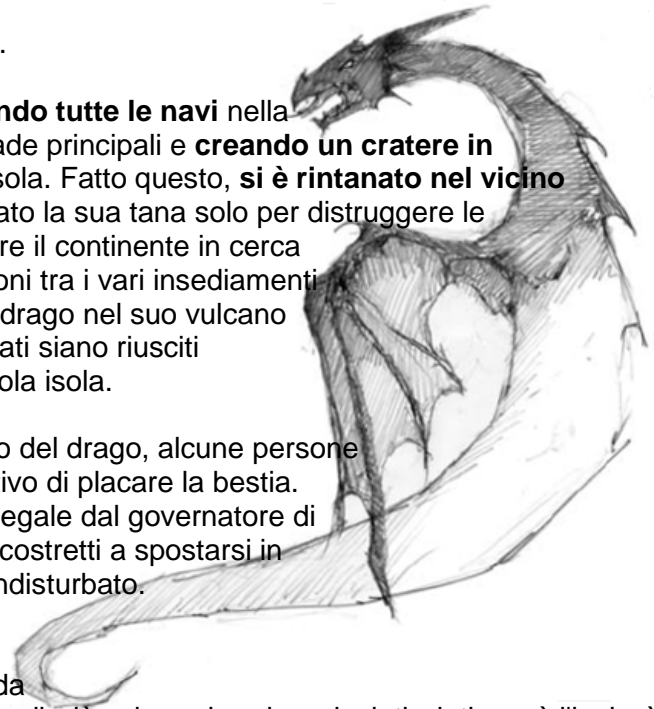 .
ndo tutte le navi nella
ade principali e creando un cratere in
sola. Fatto questo, si è rintanato nel vicino
ato la sua tana solo per distruggere le
re il continente in cerca
oni tra i vari insediamenti
drago nel suo vulcano
ati siano riusciti
ola isola.
o del drago, alcune persone
tivo di placare la bestia.
egale dal governatore di
costretti a spostarsi in
ndisturbato.
da